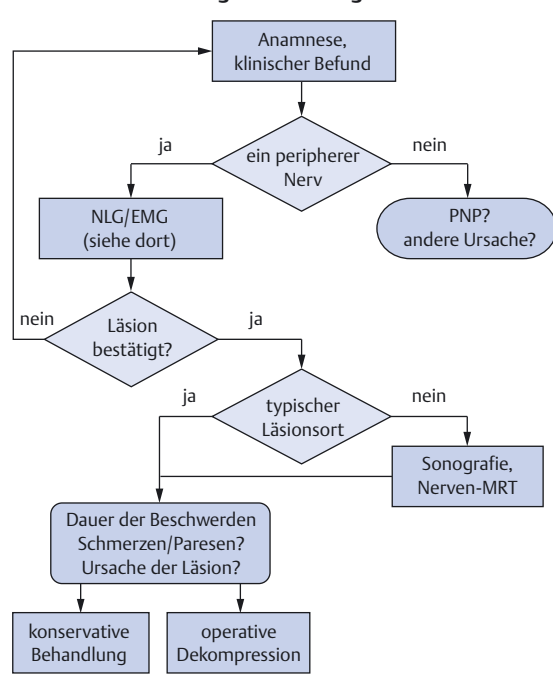 Anamnese,
klinischer Befund
ja
ein peripherer
Nerv
nein
NLG/EMG
(siehe dort)
PNP?
andere Ursache?
nein
Läsion
bestätigt?
ja
ja
typischer
Läsionsort
nein
Sonografie,
Nerven-MRT
Dauer der Beschwerden
Schmerzen/Paresen?
Ursache der Läsion?
konservative
Behandlung
operative
Dekompression